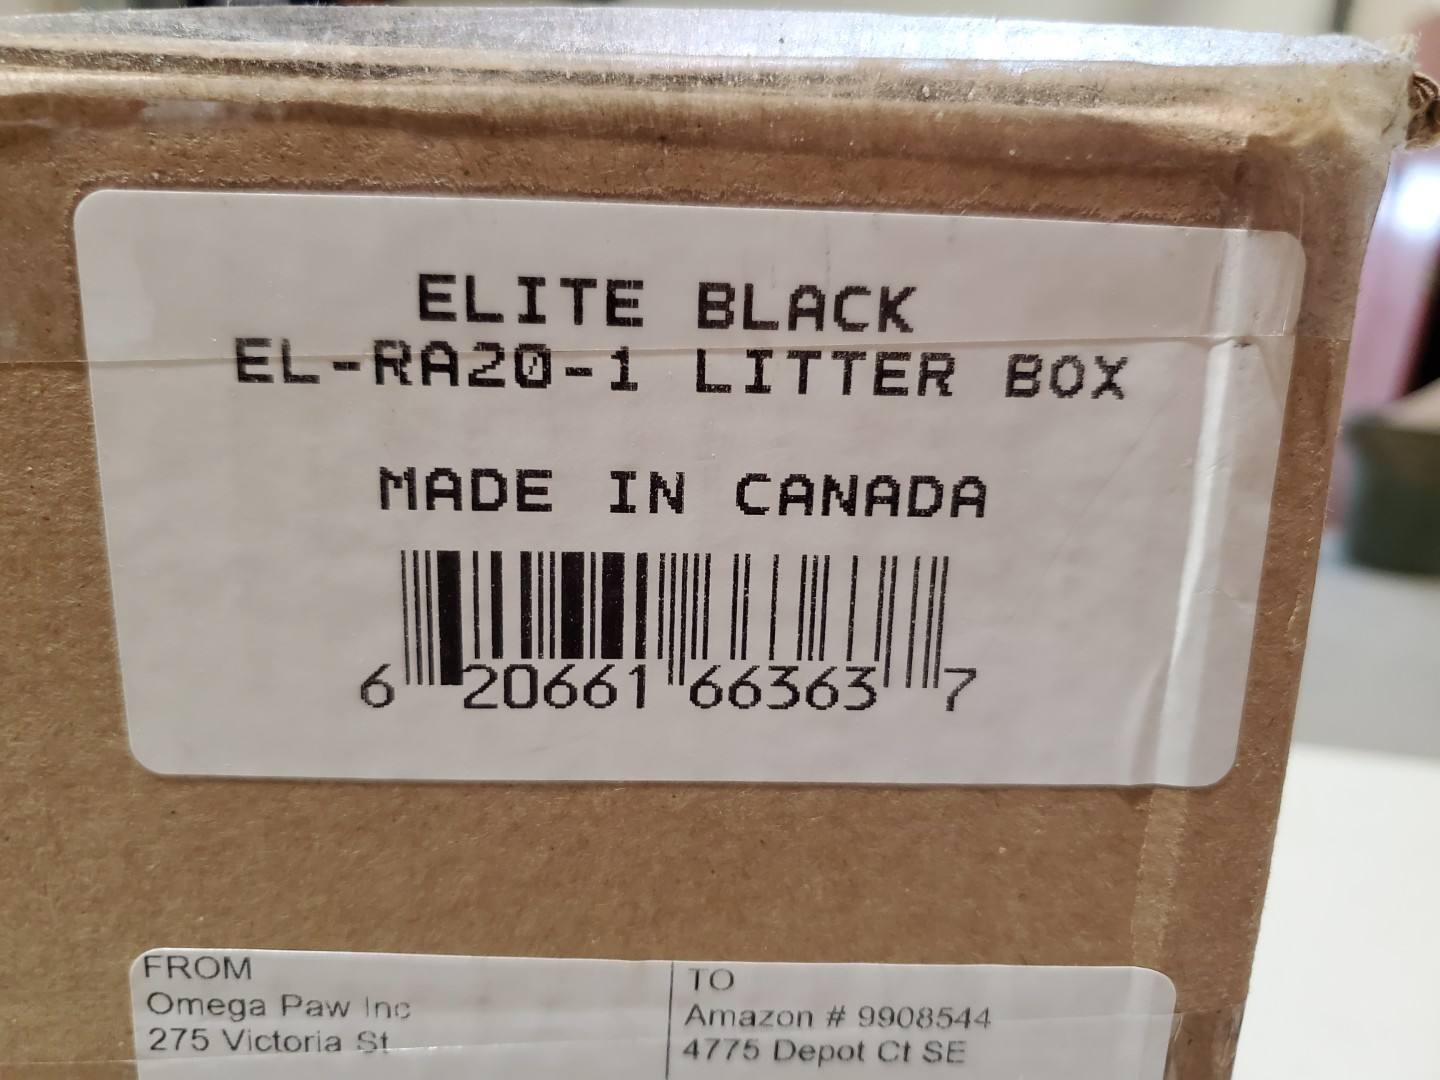 ELITE BLACK
EL-RA20-1 LITTER BOX
MADE IN CANADA
6 20661 66363 7
FROM
Omega Paw Inc
275 Victoria St
TO
Amazon # 9908544
4775 Depot Ct SE